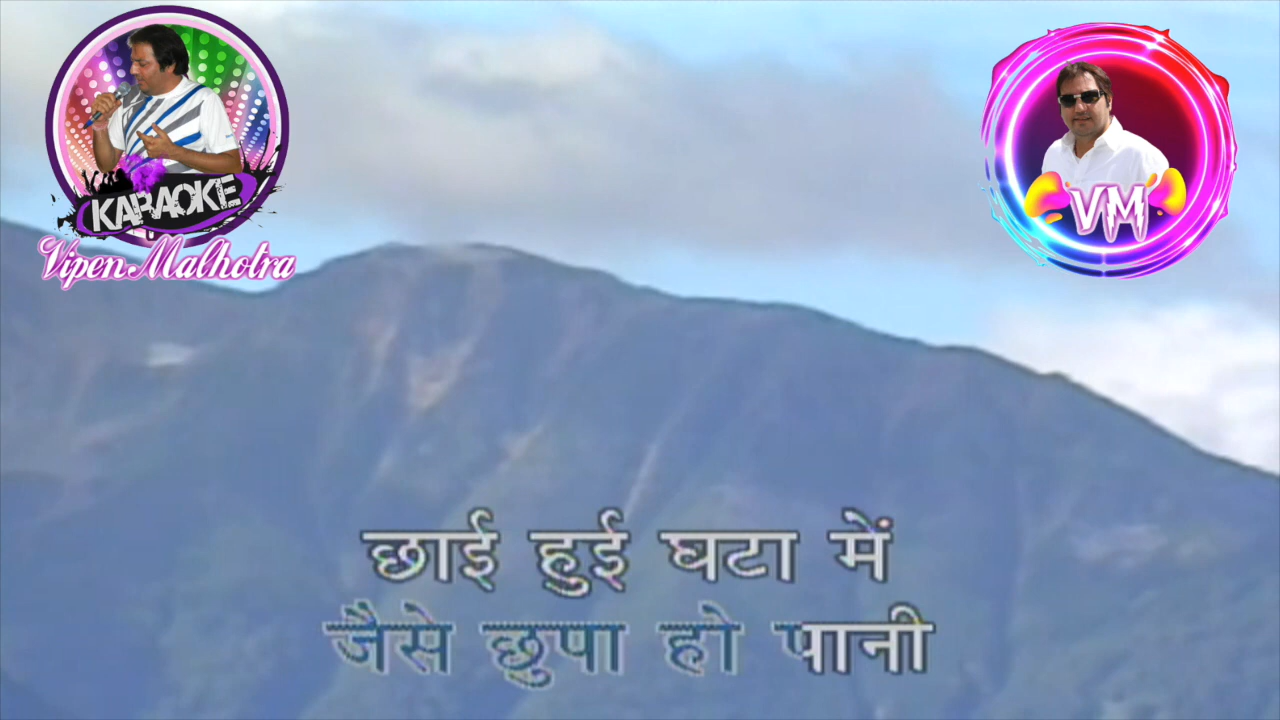 KARAOKE
Vipen Malhotra
VM
छाई हुई घटा में
जैसे छुपा हो पानी